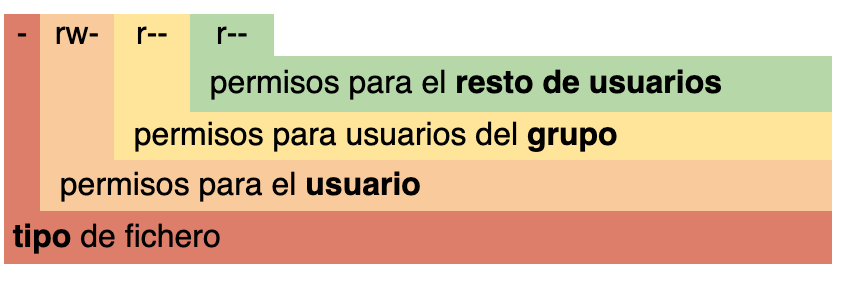 - rw- r-- r--
permisos para el resto de usuarios
permisos para usuarios del grupo
permisos para el usuario
tipo de fichero